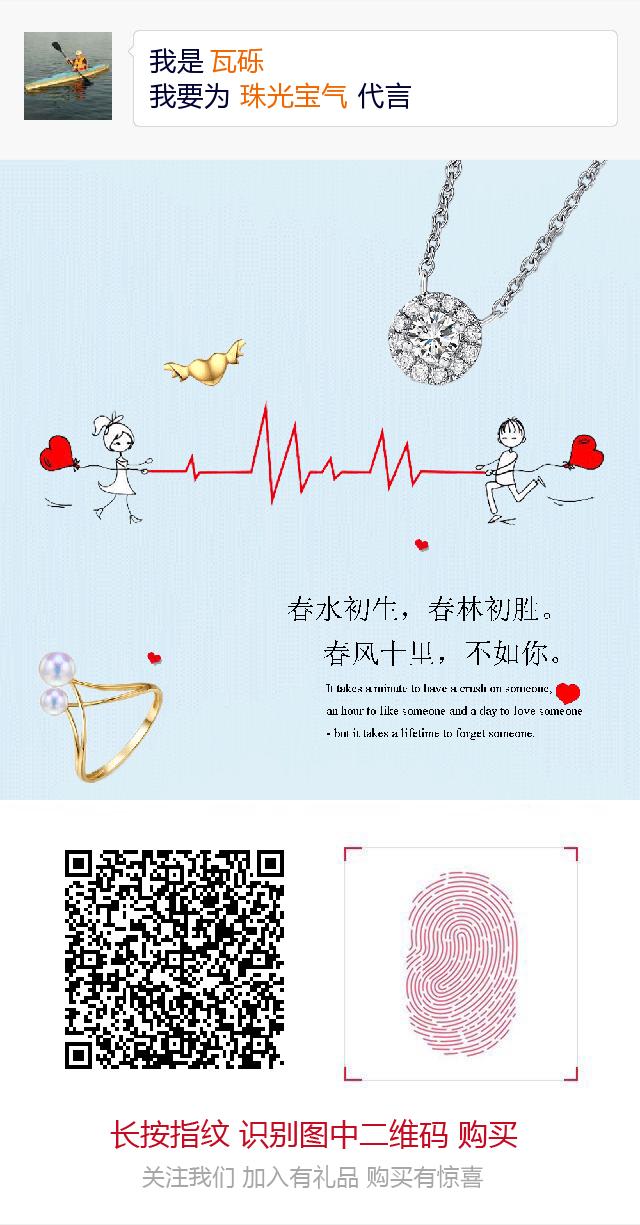 我是 瓦砾
我要为 珠光宝气 代言
春水初生，春林初胜。
春风十里，不如你。
It takes a minute to have a crush on someone,
an hour to like someone and a day to love someone
- but it takes a lifetime to forget someone.
长按指纹 识别图中二维码 购买
关注我们 加入有礼品 购买有惊喜